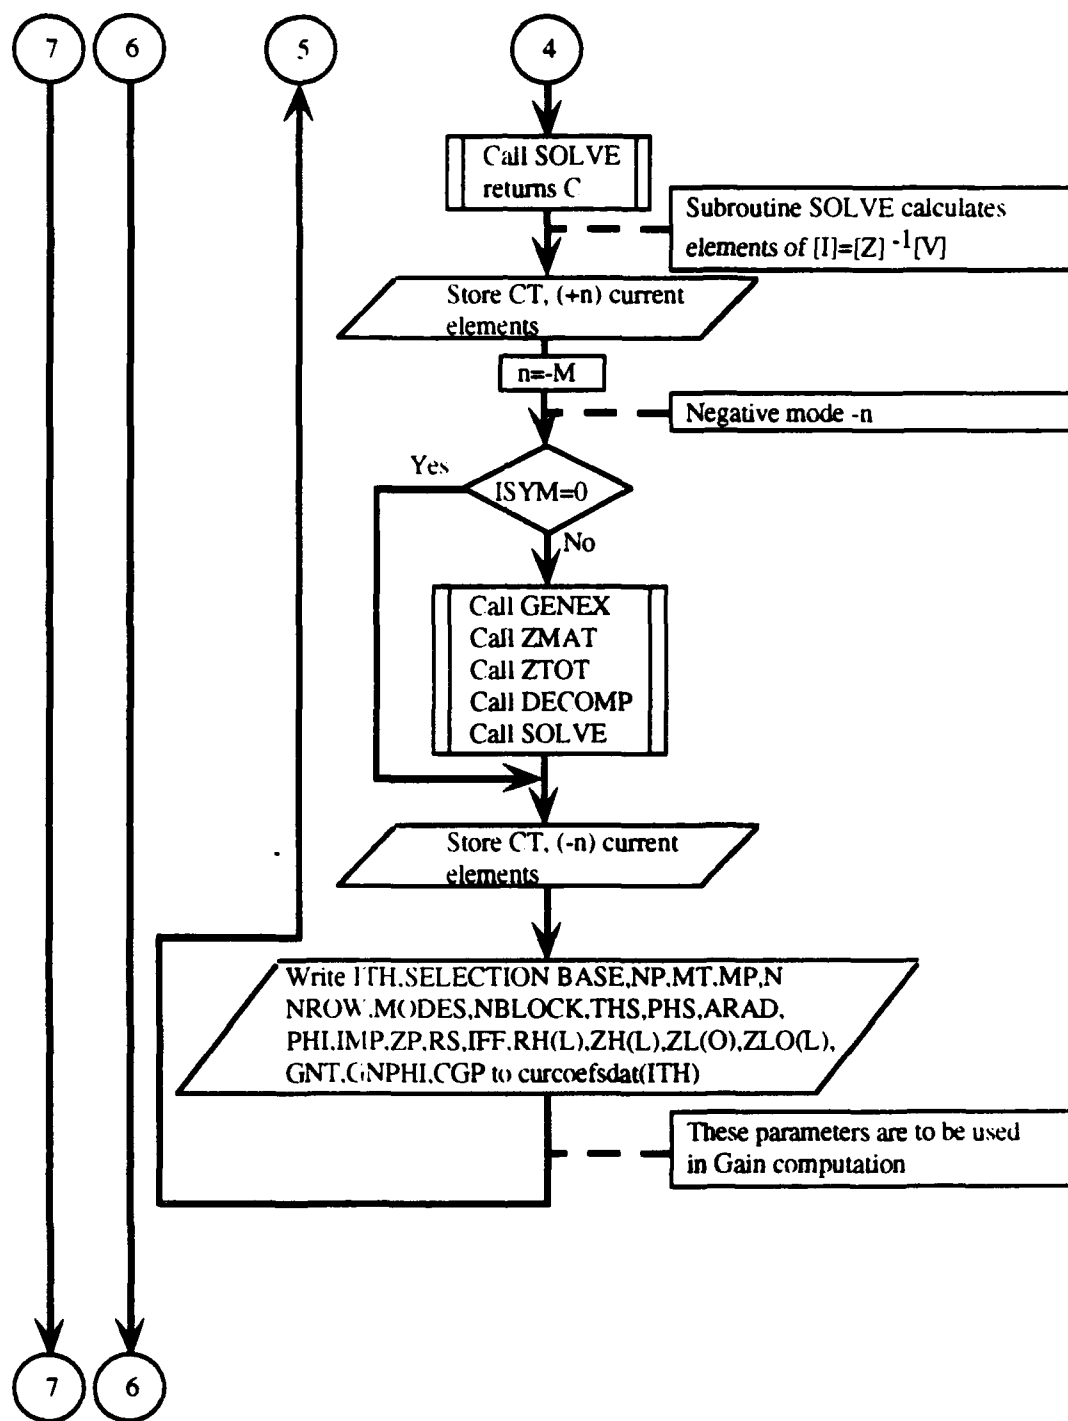 7
6
5
4
Call SOLVE
returns C
Subroutine SOLVE calculates
elements of [I]=[Z] -1[V]
Store CT, (+n) current
elements
n=-M
Negative mode -n
Yes
ISYM=0
No
Call GENEX
Call ZMAT
Call ZTOT
Call DECOMP
Call SOLVE
Store CT, (-n) current
elements
Write ITH,SELECTION BASE,NP,MT,MP,N
NROW,MODES,NBLOCK,THS,PHS,ARAD,
PHI,IMP,ZP,RS,IFF,RH(L),ZH(L),ZL(O),ZLO(L),
GNT,GNPHI,CGP to curcoefsdat(ITH)
These parameters are to be used
in Gain computation
7
6